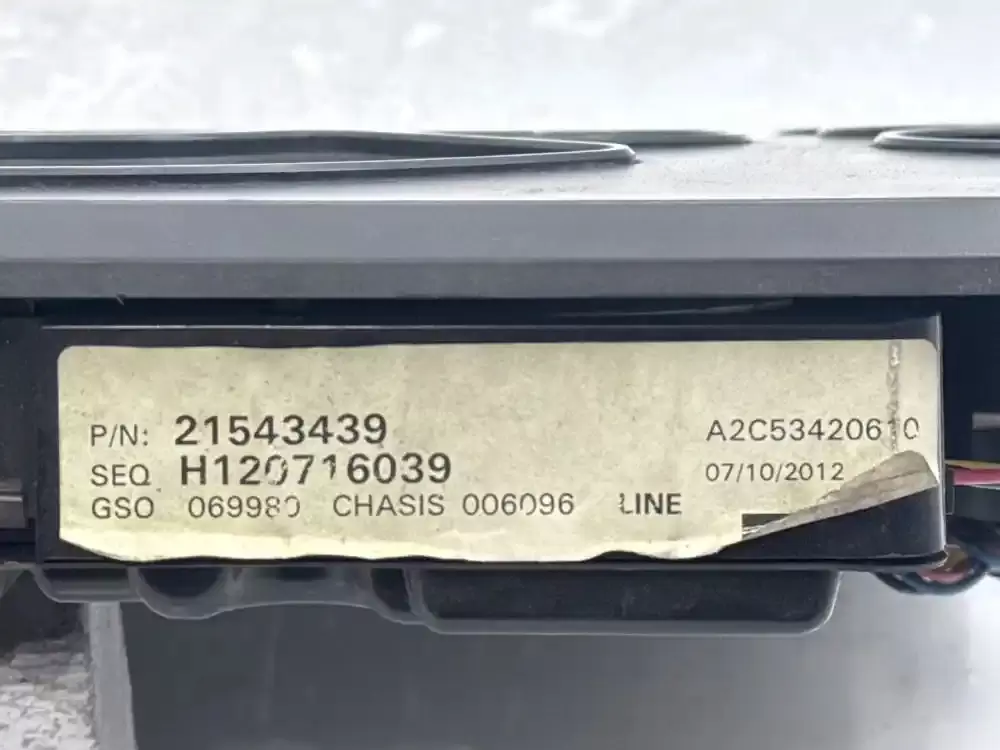 P/N: 21543439 A2C53420610
SEQ H120716039 07/10/2012
GSO 069980 CHASIS 006096 LINE